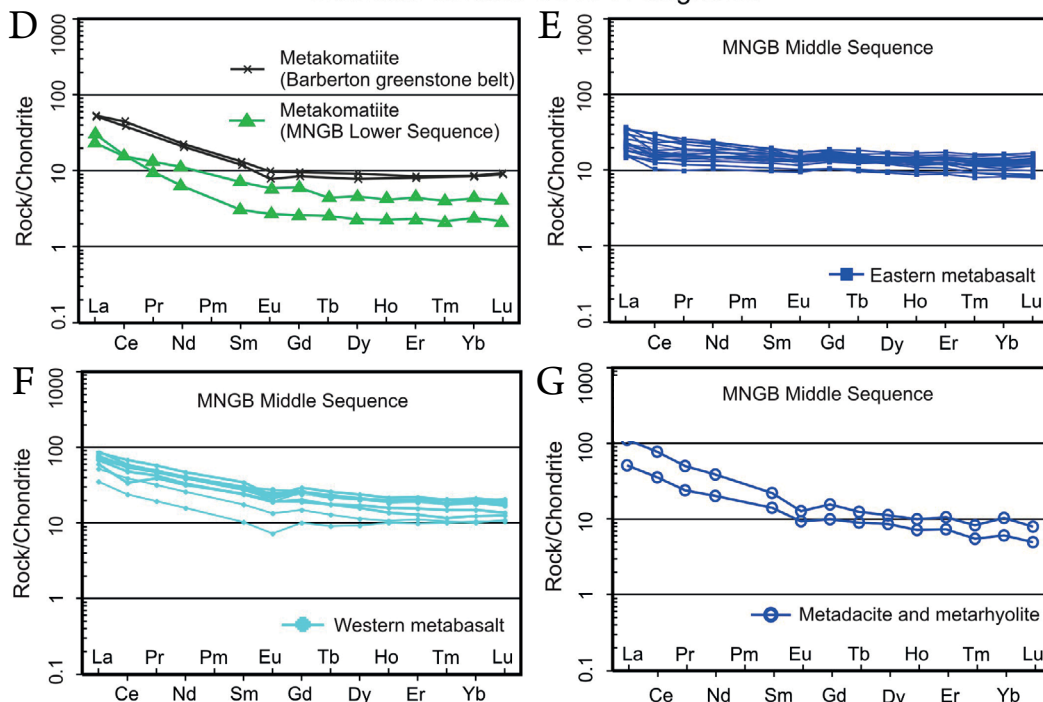 D
Rock/Chondrite
1000
100
10
1
0.1
Metakomatiite
(Barberton greenstone belt)
Metakomatiite
(MNGB Lower Sequence)
La Pr Pm Eu Tb Ho Tm Lu
Ce Nd Sm Gd Dy Er Yb
E
Rock/Chondrite
1000
100
10
1
0.1
MNGB Middle Sequence
Eastern metabasalt
La Pr Pm Eu Tb Ho Tm Lu
Ce Nd Sm Gd Dy Er Yb
F
Rock/Chondrite
1000
100
10
1
0.1
MNGB Middle Sequence
Western metabasalt
La Pr Pm Eu Tb Ho Tm Lu
Ce Nd Sm Gd Dy Er Yb
G
Rock/Chondrite
1000
100
10
1
0.1
MNGB Middle Sequence
Metadacite and metarhyolite
La Pr Pm Eu Tb Ho Tm Lu
Ce Nd Sm Gd Dy Er Yb